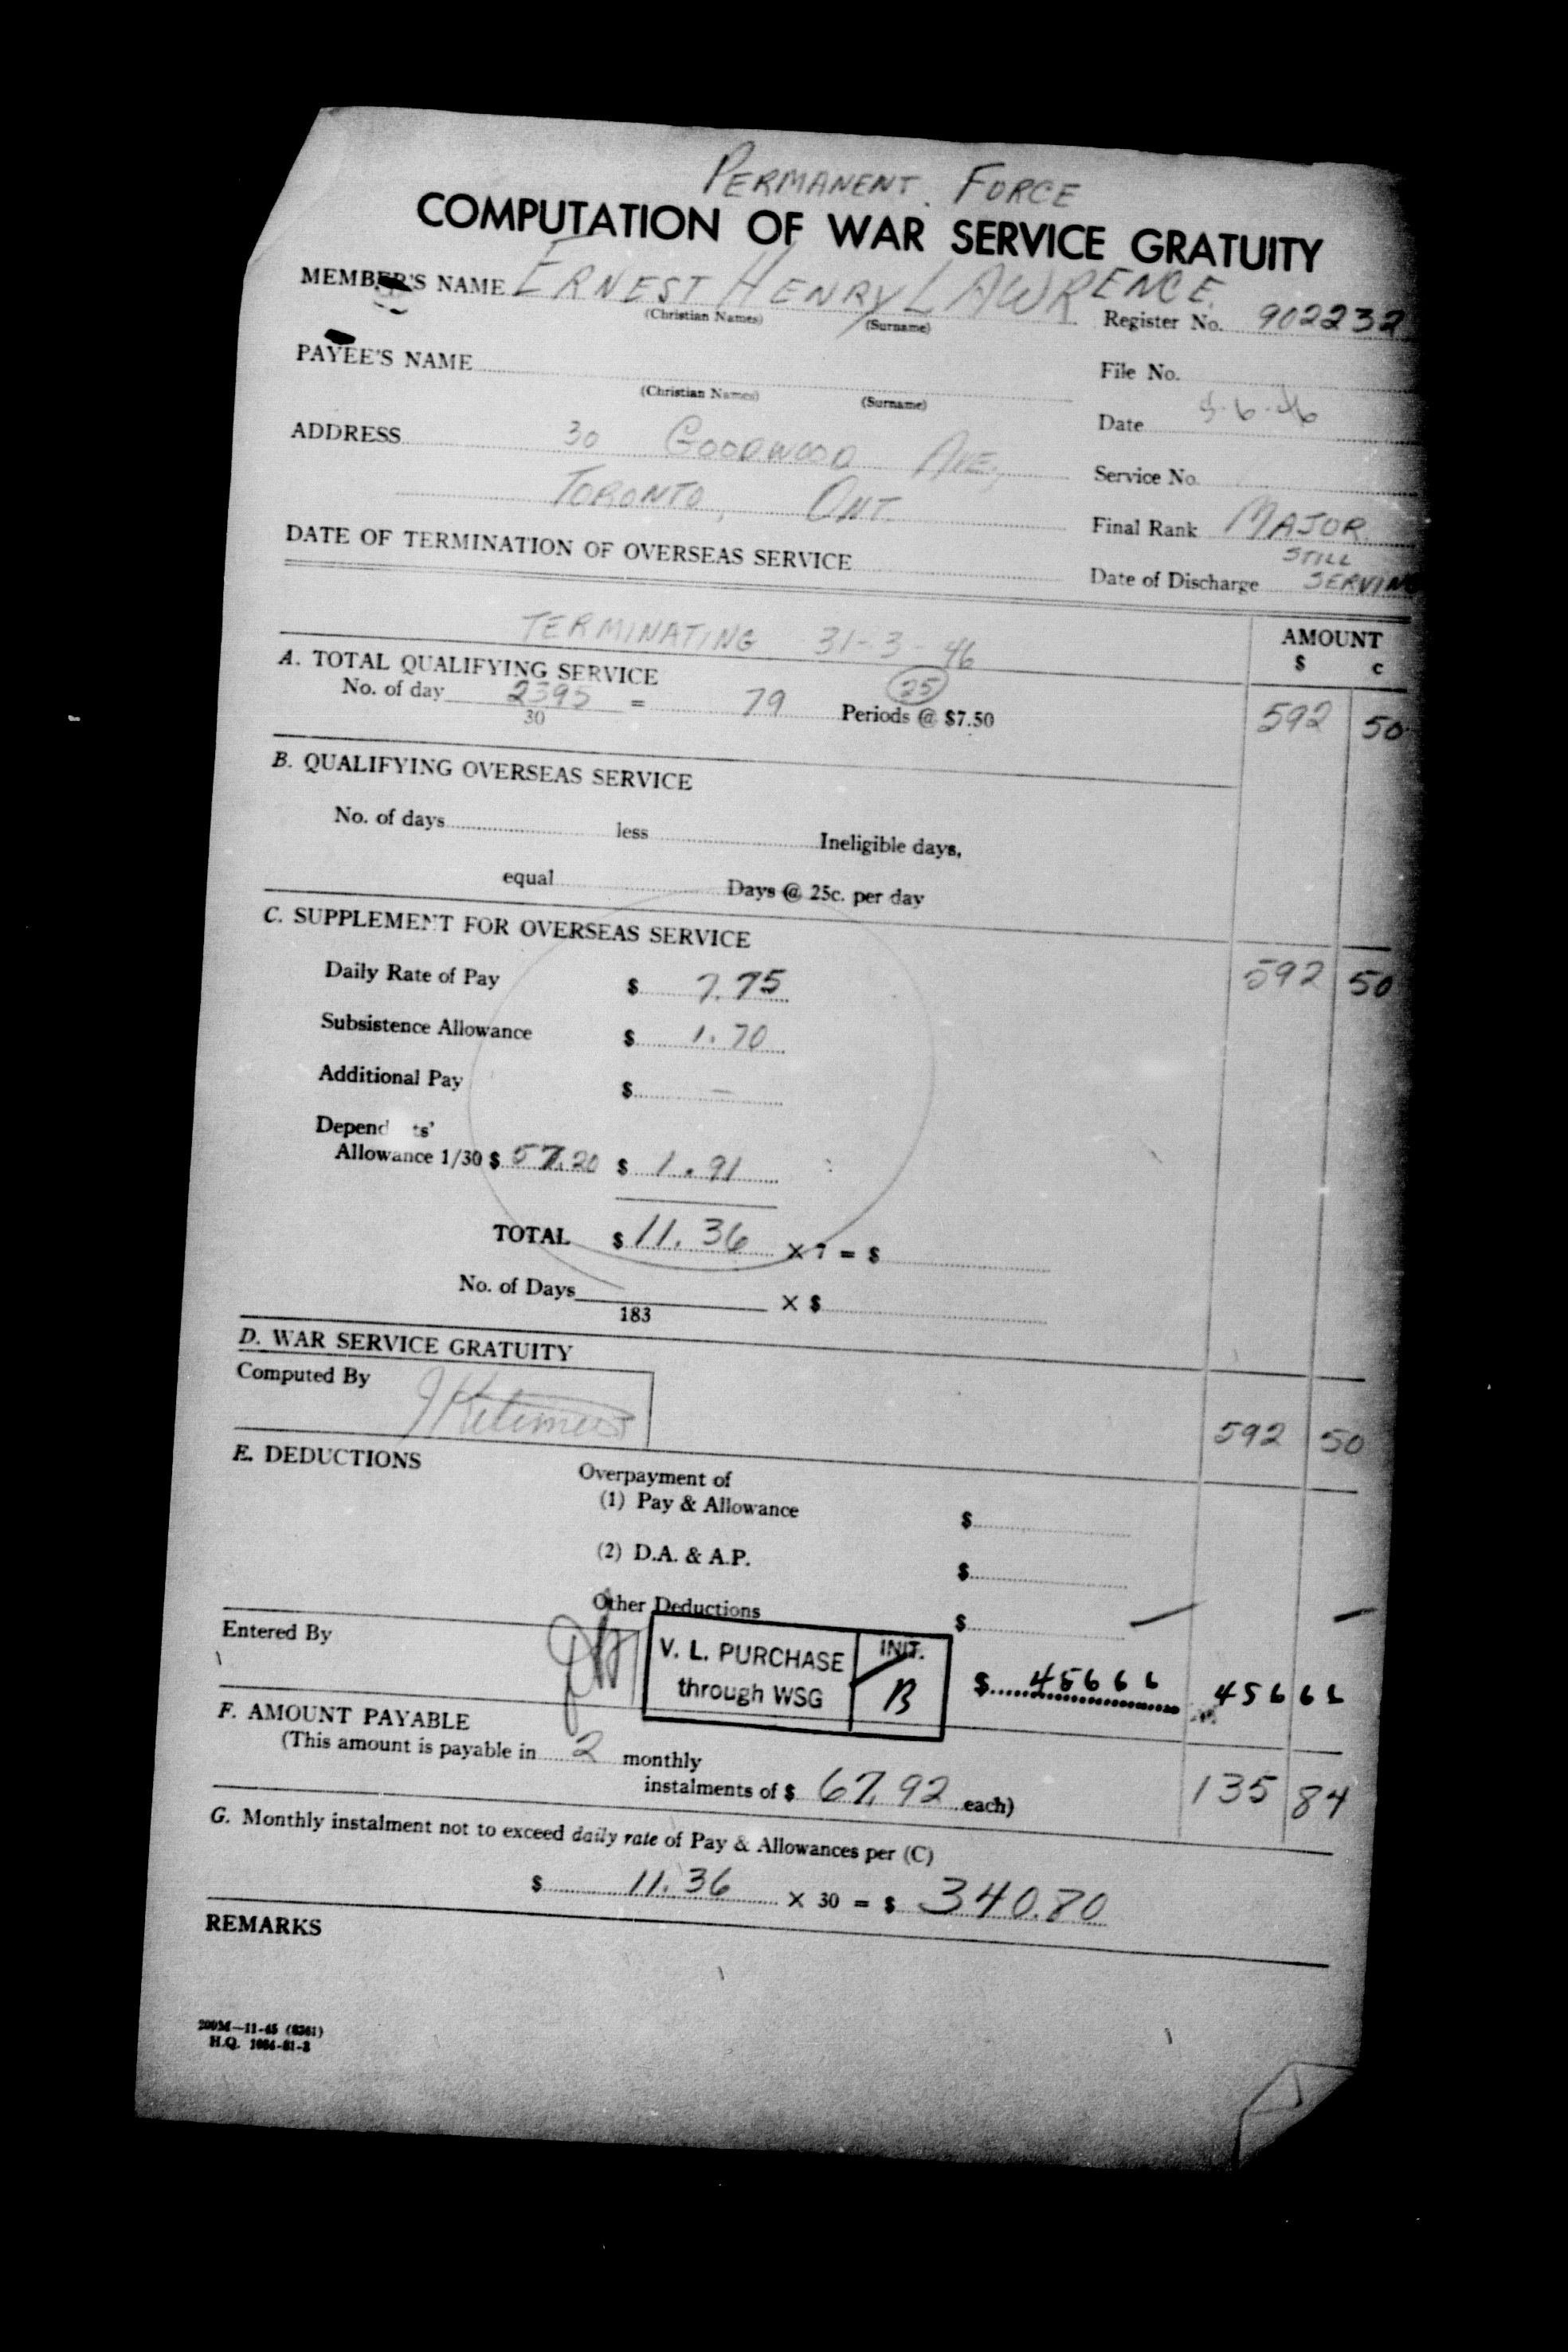 PERMANENT. FORCE
COMPUTATION OF WAR SERVICE GRATUITY
MEMBER'S NAME ERNEST HENRY LAWRENCE.
(Christian Names) (Surname)
Register No. 902232
PAYEE'S NAME
(Christian Names) (Surname)
File No.
Date 5-6-46
ADDRESS 30 GOODWOOD AVE,
Service No.
TORONTO, ONT.
Final Rank MAJOR.
DATE OF TERMINATION OF OVERSEAS SERVICE
Date of Discharge STILL SERVING
TERMINATING 31-3-46
AMOUNT
$ c
A. TOTAL QUALIFYING SERVICE
No. of day 2395 = 79 (25) Periods @ $7.50 592 50
30
B. QUALIFYING OVERSEAS SERVICE
No. of days less Ineligible days,
equal Days @ 25c. per day
C. SUPPLEMENT FOR OVERSEAS SERVICE
592 50
Daily Rate of Pay $ 7.75
Subsistence Allowance $ 1.70
Additional Pay $ —
Depend ts'
Allowance 1/30 $ 57.20 $ 1.91
TOTAL $ 11.36 × 7 = $
No. of Days × $
183
D. WAR SERVICE GRATUITY
Computed By
592 50
E. DEDUCTIONS
Overpayment of
(1) Pay & Allowance $
(2) D.A. & A.P. $
Other Deductions $ — —
Entered By
V. L. PURCHASE INIT.
through WSG B
$ 456 66 456 66
F. AMOUNT PAYABLE
(This amount is payable in 2 monthly
instalments of $ 67.92 each) 135 84
G. Monthly instalment not to exceed daily rate of Pay & Allowances per (C)
$ 11.36 × 30 = $ 340.80
REMARKS
200M—11-45 (8361)
H.Q. 1064-81-3